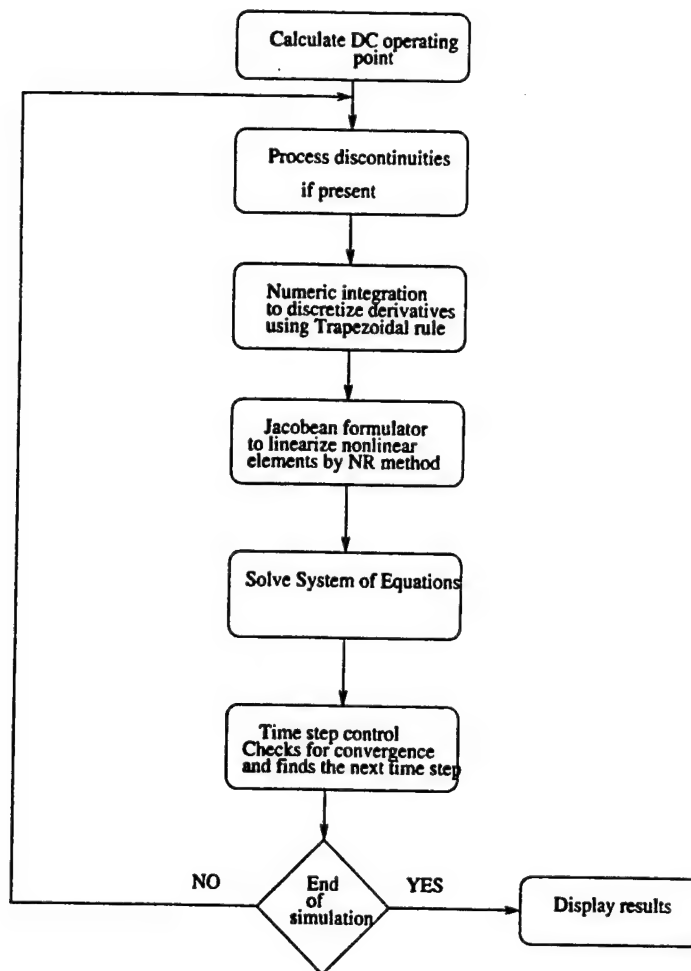 Calculate DC operating
point
Process discontinuities
if present
Numeric integration
to discretize derivatives
using Trapezoidal rule
Jacobean formulator
to linearize nonlinear
elements by NR method
Solve System of Equations
Time step control
Checks for convergence
and finds the next time step
NO
End
of
simulation
YES
Display results